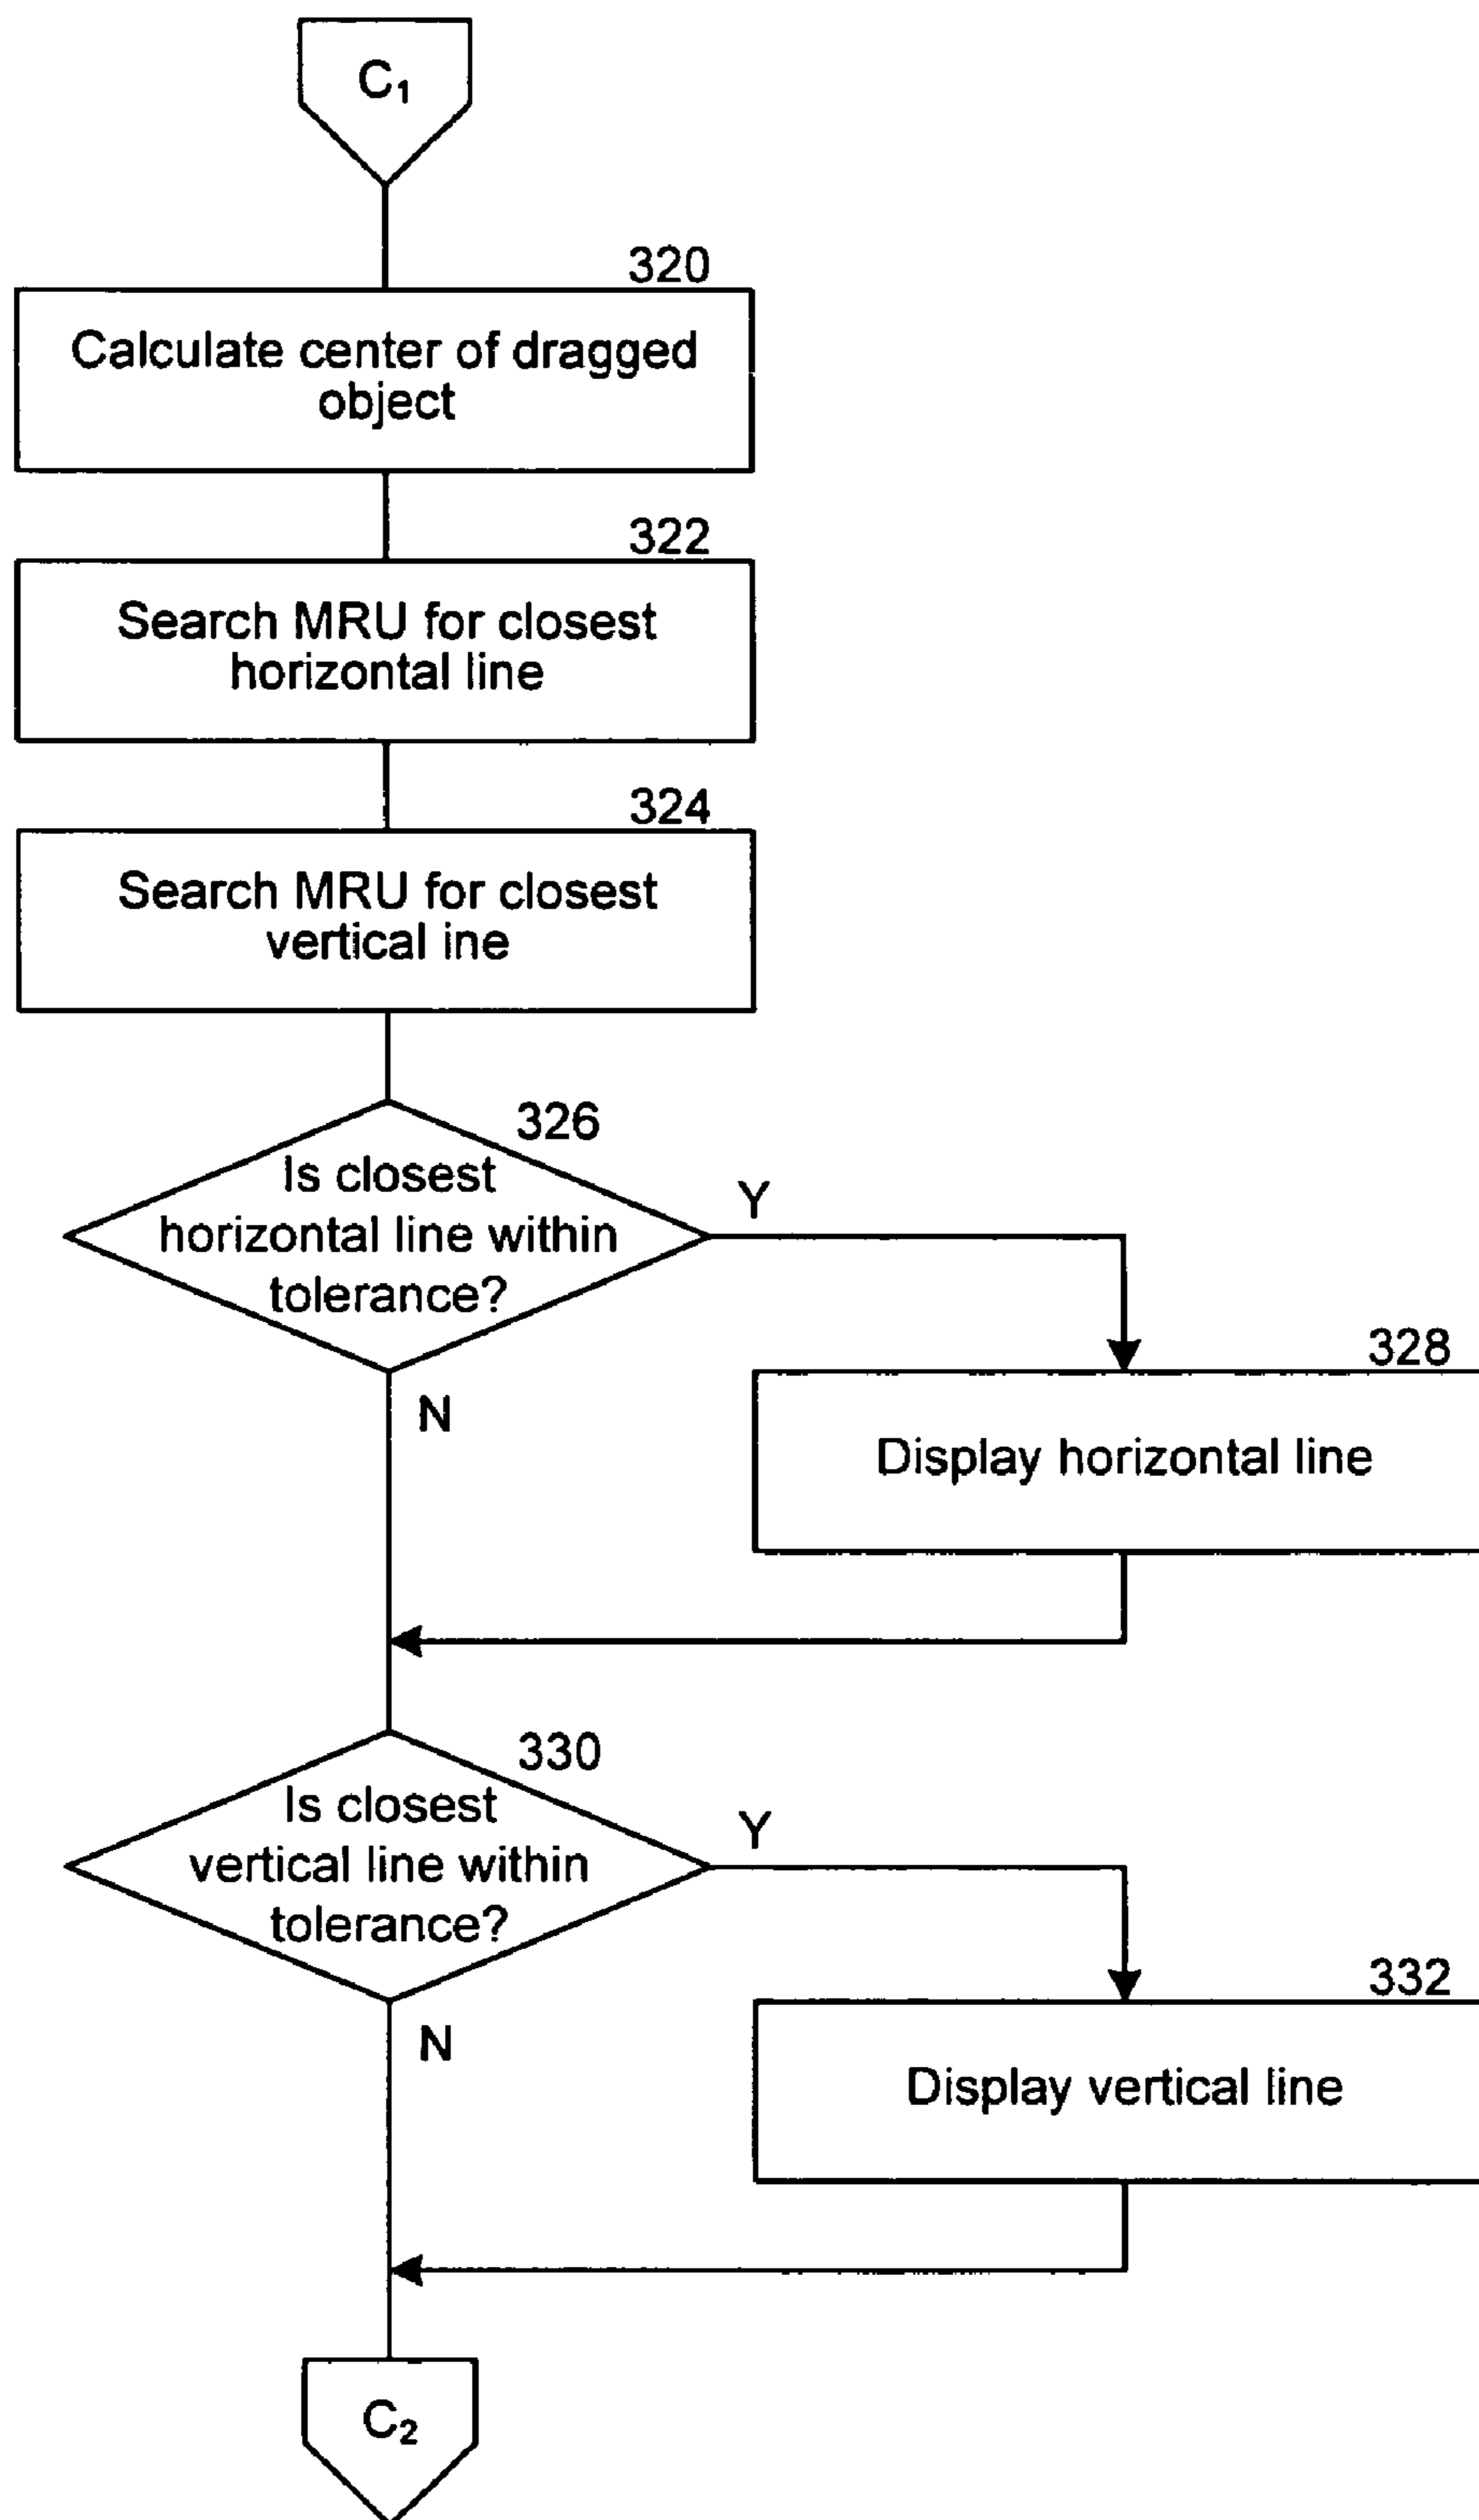 C₁
320
Calculate center of dragged
object
322
Search MRU for closest
horizontal line
324
Search MRU for closest
vertical ine
326
Is closest
horizontal line within
tolerance?
Y
N
328
Display horizontal line
330
Is closest
vertical line within
tolerance?
Y
N
332
Display vertical line
C₂